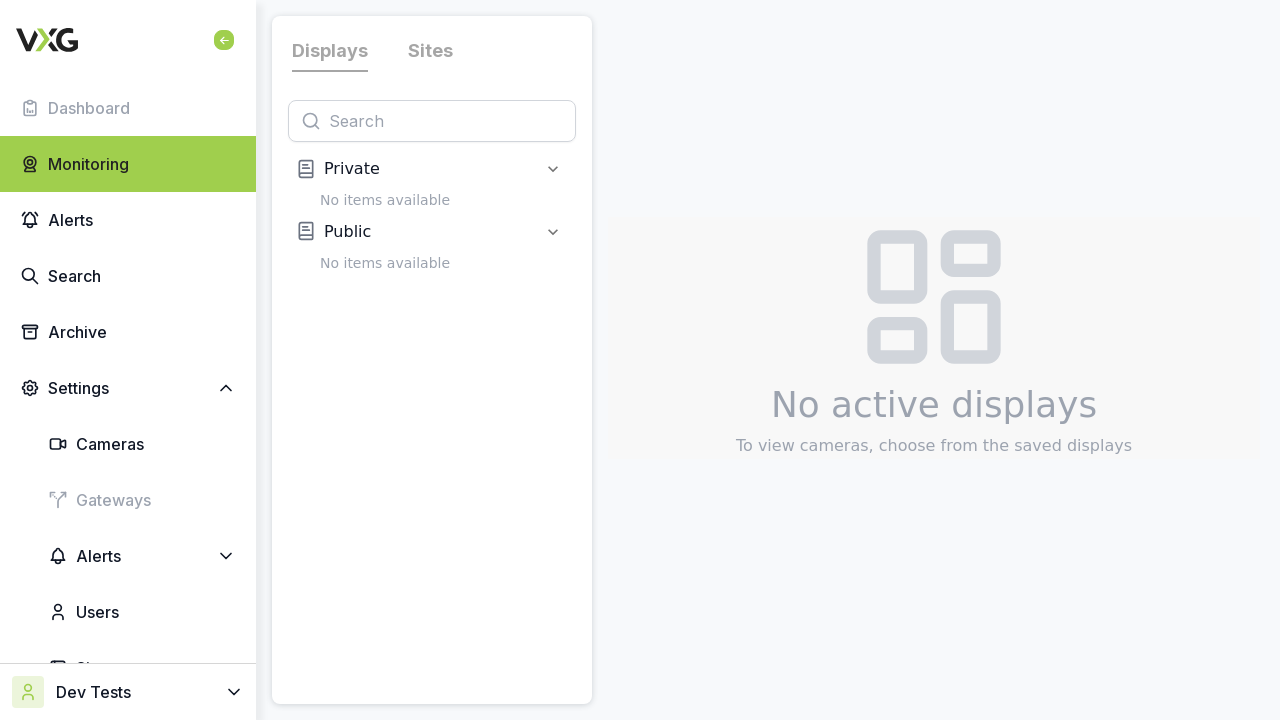 VXG
Dashboard
Monitoring
Alerts
Search
Archive
Settings
Cameras
Gateways
Alerts
Users
Dev Tests
Displays
Sites
Search
Private
No items available
Public
No items available
No active displays
To view cameras, choose from the saved displays